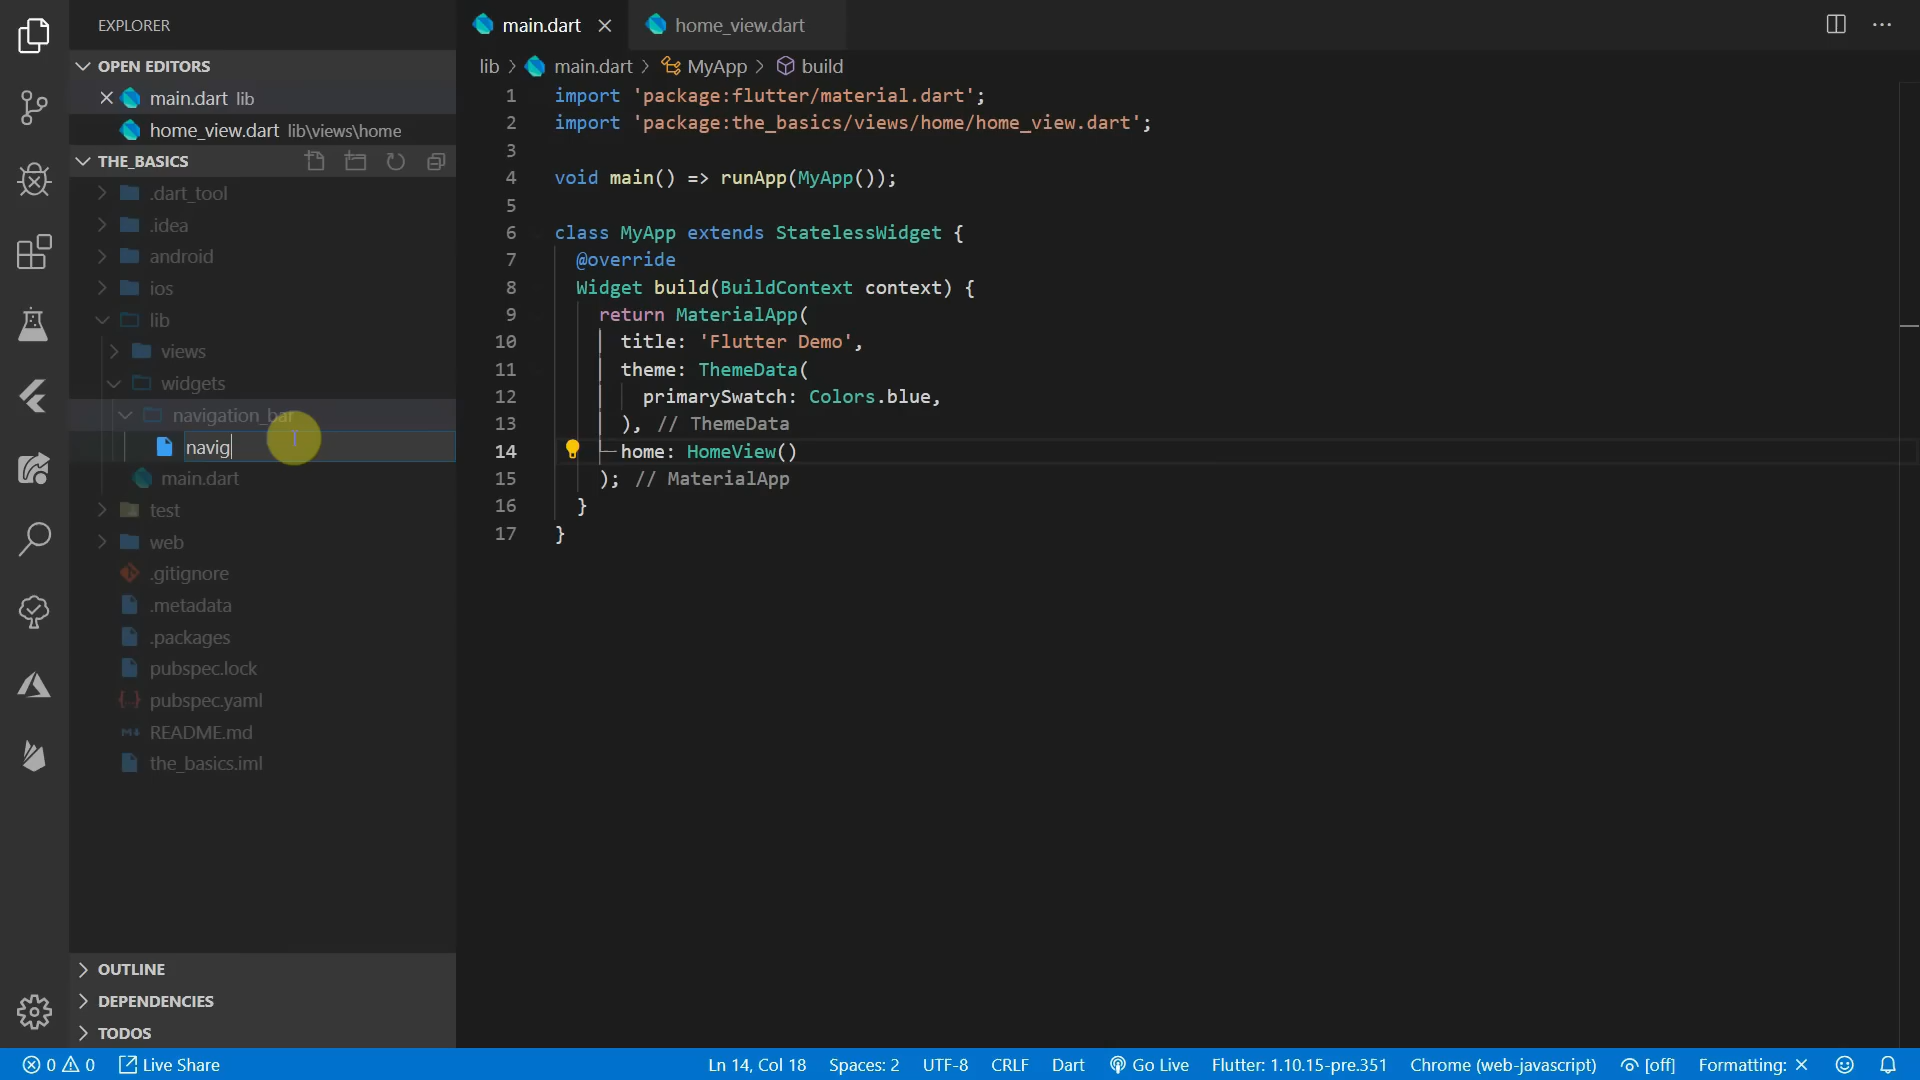 EXPLORER
OPEN EDITORS
main.dart lib
home_view.dart lib\views\home
THE_BASICS
.dart_tool
.idea
android
ios
lib
views
widgets
navigation_bar
navig
main.dart
test
web
.gitignore
.metadata
.packages
pubspec.lock
pubspec.yaml
README.md
the_basics.iml
OUTLINE
DEPENDENCIES
TODOS
main.dart
home_view.dart
lib > main.dart > MyApp > build
1 import 'package:flutter/material.dart';
2 import 'package:the_basics/views/home/home_view.dart';
3
4 void main() => runApp(MyApp());
5
6 class MyApp extends StatelessWidget {
7 @override
8 Widget build(BuildContext context) {
9 return MaterialApp(
10 title: 'Flutter Demo',
11 theme: ThemeData(
12 primarySwatch: Colors.blue,
13 ), // ThemeData
14 home: HomeView()
15 ); // MaterialApp
16 }
17 }
0 0 Live Share Ln 14, Col 18 Spaces: 2 UTF-8 CRLF Dart Go Live Flutter: 1.10.15-pre.351 Chrome (web-javascript) [off] Formatting: ✕